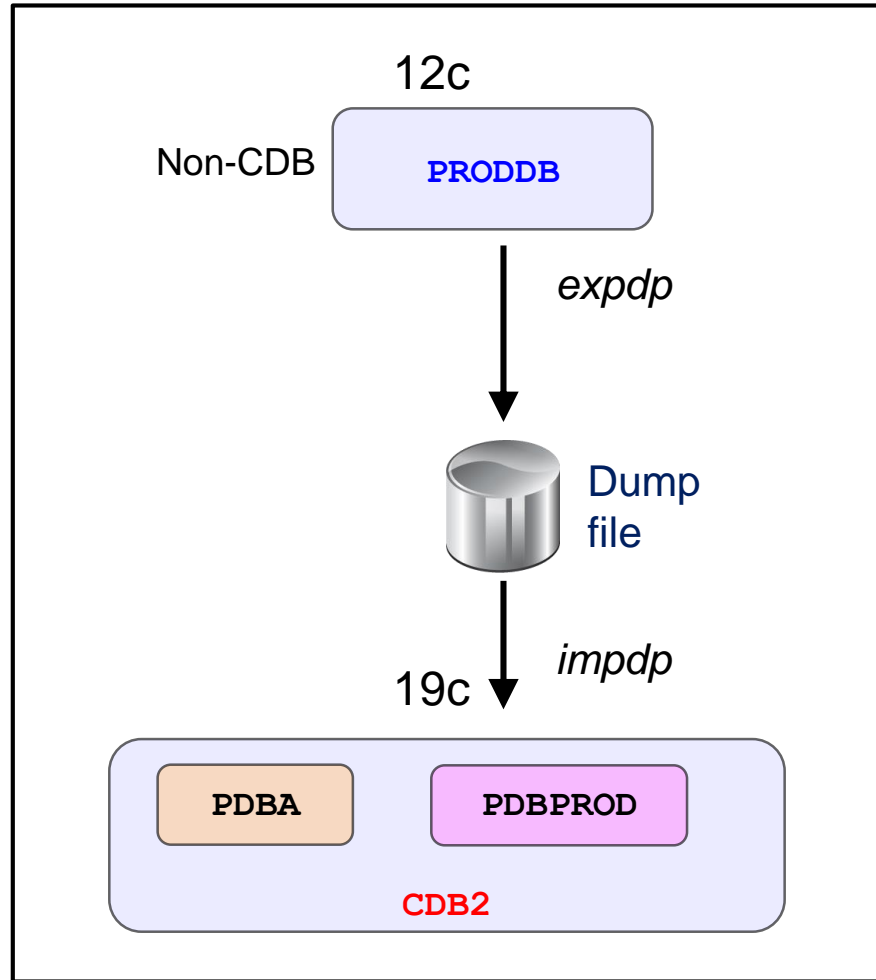 12c
Non-CDB
PRODDB
expdp
Dump
file
impdp
19c
PDBA
PDBPROD
CDB2